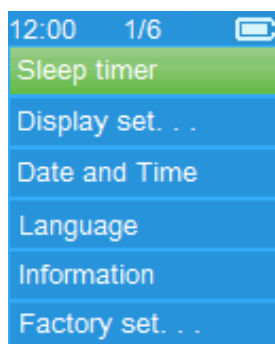 12:00 1/6
Sleep timer
Display set. . .
Date and Time
Language
Information
Factory set. . .